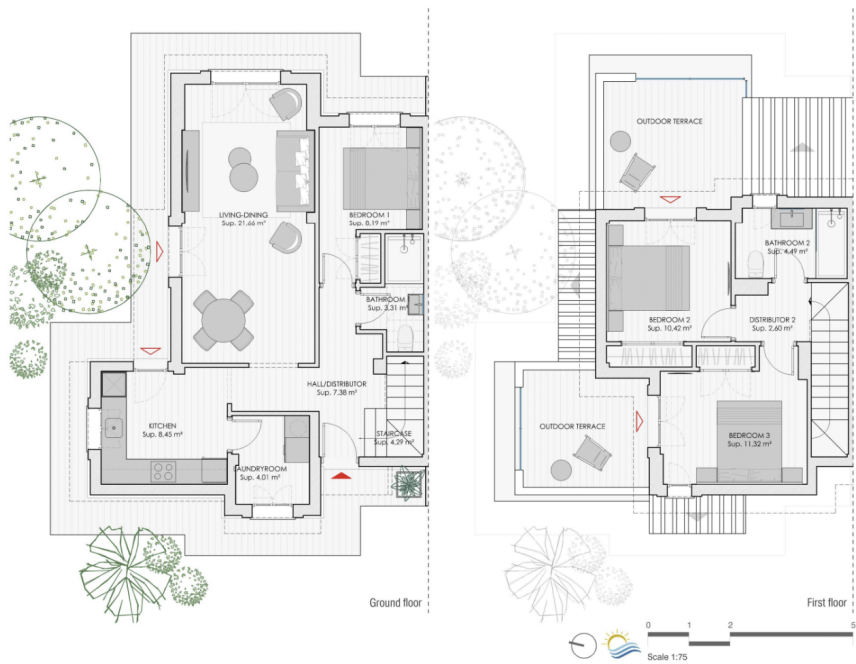 LIVING-DINING
Sup. 21.66 m²
BEDROOM 1
Sup. 8.19 m²
BATHROOM
Sup. 3.31 m²
HALL/DISTRIBUTOR
Sup. 7.38 m²
KITCHEN
Sup. 8.45 m²
STAIRCASE
Sup. 4.29 m²
LAUNDRYROOM
Sup. 4.01 m²
Ground floor
OUTDOOR TERRACE
BATHROOM 2
Sup. 4.49 m²
BEDROOM 2
Sup. 10.42 m²
DISTRIBUTOR 2
Sup. 2.60 m²
OUTDOOR TERRACE
BEDROOM 3
Sup. 11.32 m²
First floor
0 1 2 5
Scale 1:75